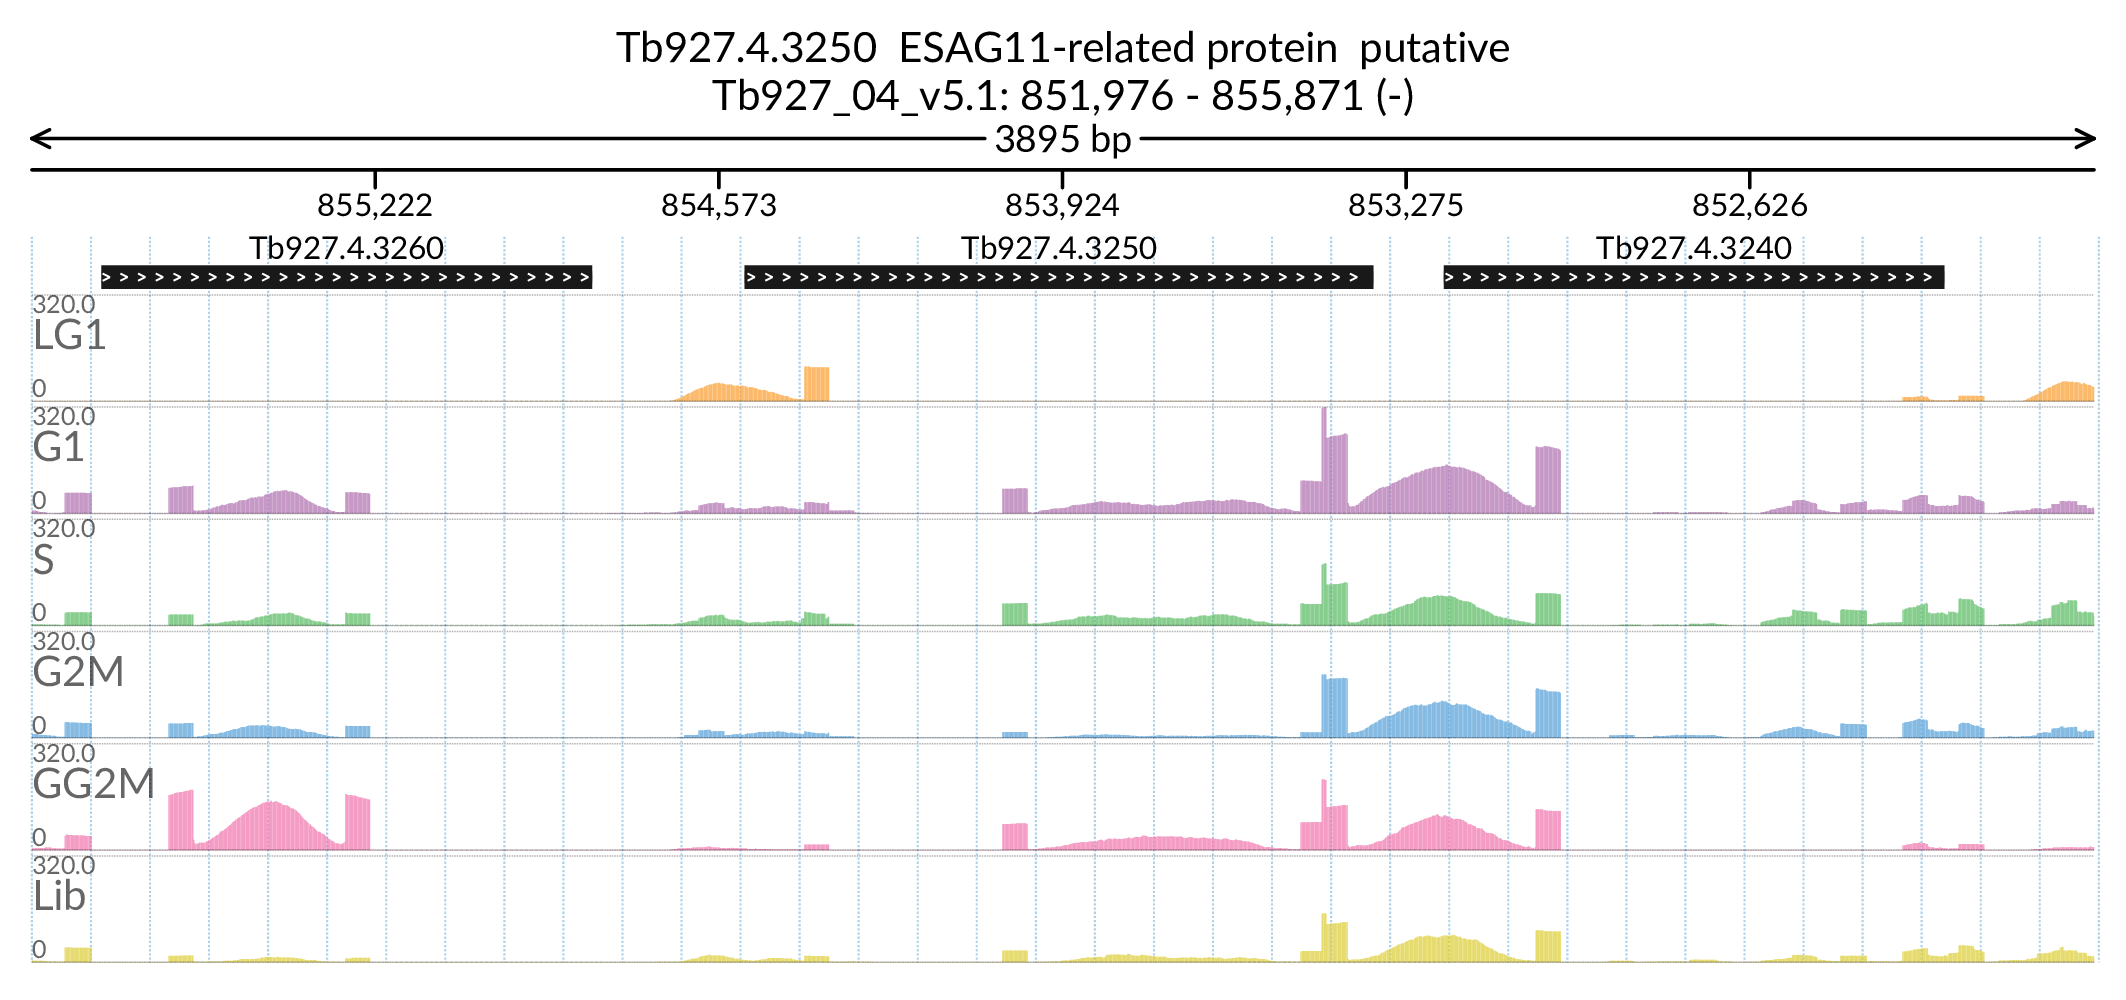 Tb927.4.3250 ESAG11-related protein putative
Tb927_04_v5.1: 851,976 - 855,871 (-)
3895 bp
855,222 854,573 853,924 853,275 852,626
Tb927.4.3260 Tb927.4.3250 Tb927.4.3240
320.0
LG1
0
320.0
G1
0
320.0
S
0
320.0
G2M
0
320.0
GG2M
0
320.0
Lib
0